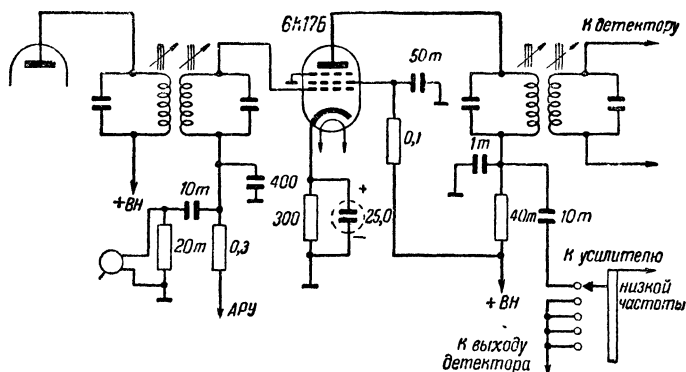 6К17Б
К детектору
50т
0,1
1т
+ВН
10т
400
300
+
25,0
−
40т
10т
20т
0,3
К усилителю
низкой
частоты
+ВН
АРУ
К выходу
детектора